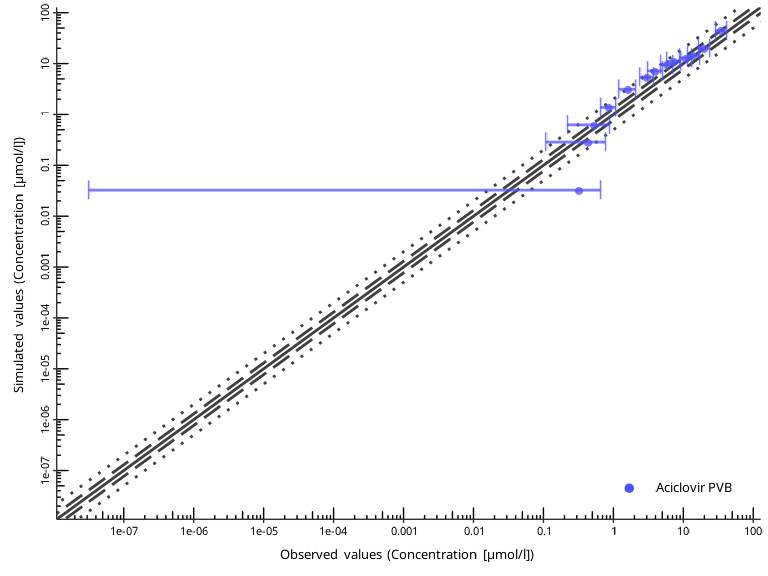 100
10
1
0.1
0.01
0.001
1e-04
1e-05
1e-06
1e-07
Simulated values (Concentration [µmol/l])
Aciclovir PVB
1e-07 1e-06 1e-05 1e-04 0.001 0.01 0.1 1 10 100
Observed values (Concentration [µmol/l])